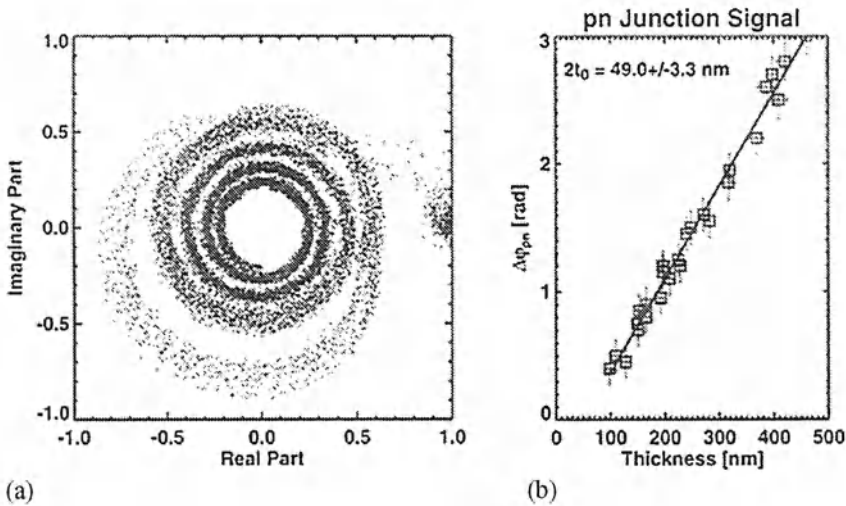 pn Junction Signal
1.0
0.5
0.0
-0.5
-1.0
Imaginary Part
-1.0 -0.5 0.0 0.5 1.0
Real Part
3
2
1
0
Δφpn [rad]
2t0 = 49.0+/-3.3 nm
0 100 200 300 400 500
Thickness [nm]
(a)
(b)